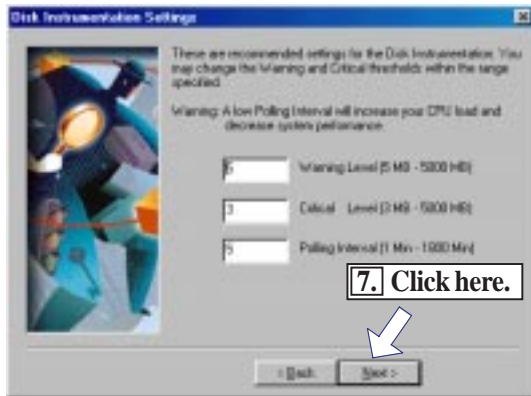 Disk Instrumentation Settings
These are recommended settings for the Disk Instrumentation. You
may change the Warning and Critical thresholds within the range
specified.
Warning: A low Polling Interval will increase your CPU load and
decrease system performance.
Warning Level (5 MB - 5000 MB)
3 Critical Level (3 MB - 5000 MB)
5 Polling Interval (1 Min - 1800 Min)
7. Click here.
< Back Next >